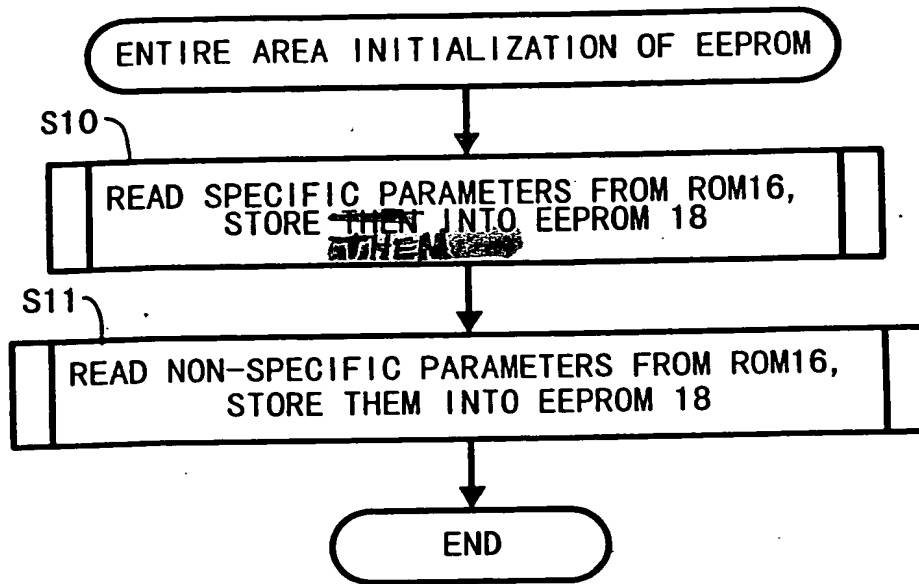 ENTIRE AREA INITIALIZATION OF EEPROM
S10
READ SPECIFIC PARAMETERS FROM ROM16,
STORE THEN INTO EEPROM 18
THEM
S11
READ NON-SPECIFIC PARAMETERS FROM ROM16,
STORE THEM INTO EEPROM 18
END